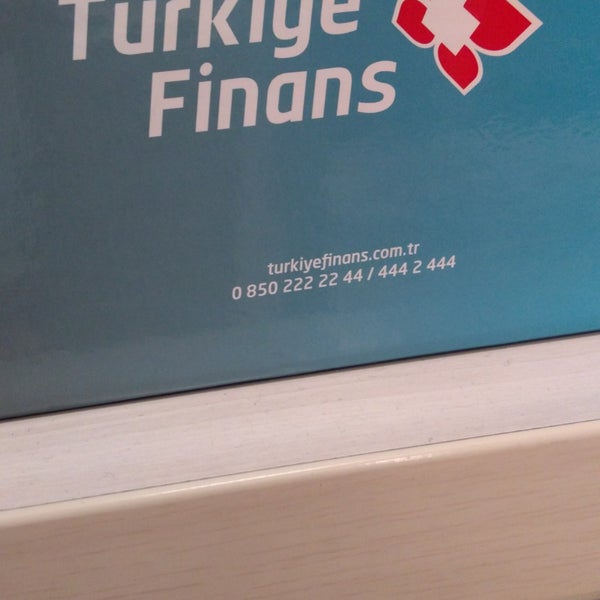 Türkiye
Finans
turkiyefinans.com.tr
0 850 222 22 44 / 444 2 444